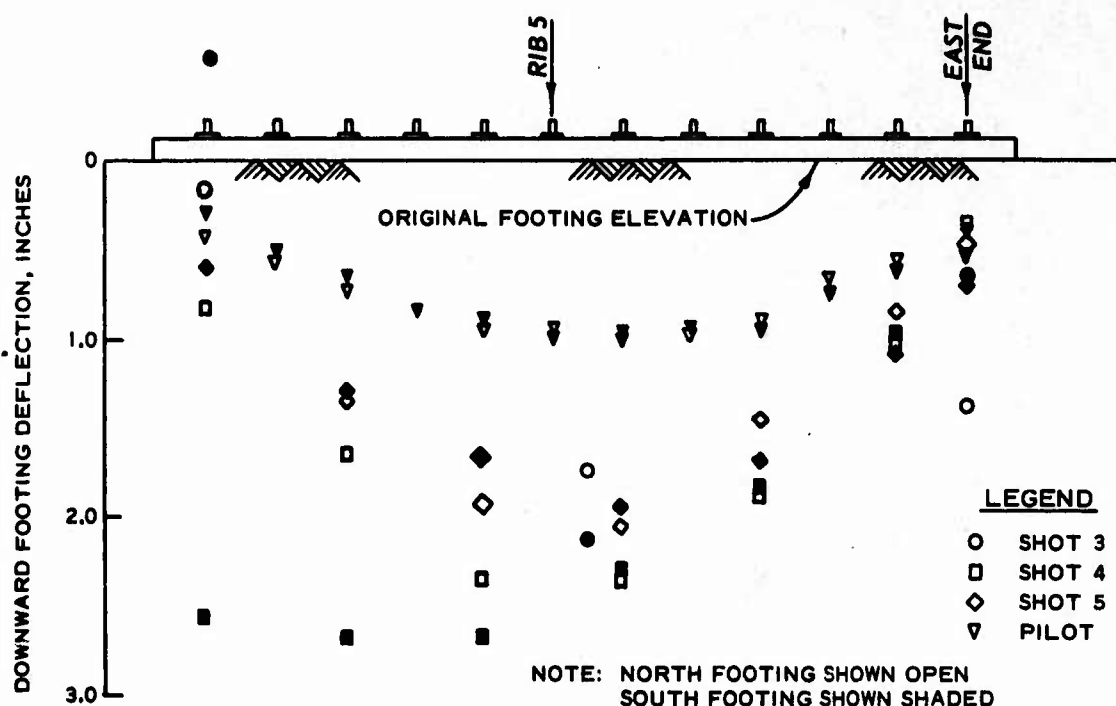 RIB 5
EAST
END
0
ORIGINAL FOOTING ELEVATION
DOWNWARD FOOTING DEFLECTION, INCHES
1.0
2.0
3.0
LEGEND
SHOT 3
SHOT 4
SHOT 5
PILOT
NOTE: NORTH FOOTING SHOWN OPEN
SOUTH FOOTING SHOWN SHADED